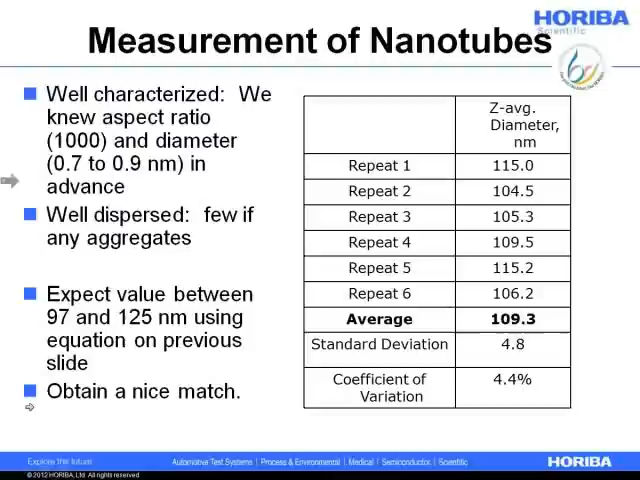 HORIBA
Scientific
Measurement of Nanotubes
Well characterized: We
knew aspect ratio
(1000) and diameter
(0.7 to 0.9 nm) in
advance
Well dispersed: few if
any aggregates
Expect value between
97 and 125 nm using
equation on previous
slide
Obtain a nice match.
Z-avg.
Diameter,
nm
Repeat 1 115.0
Repeat 2 104.5
Repeat 3 105.3
Repeat 4 109.5
Repeat 5 115.2
Repeat 6 106.2
Average 109.3
Standard Deviation 4.8
Coefficient of 4.4%
Variation
Explore the future
Automotive Test Systems | Process & Environmental | Medical | Semiconductor | Scientific
HORIBA
© 2012 HORIBA, Ltd. All rights reserved